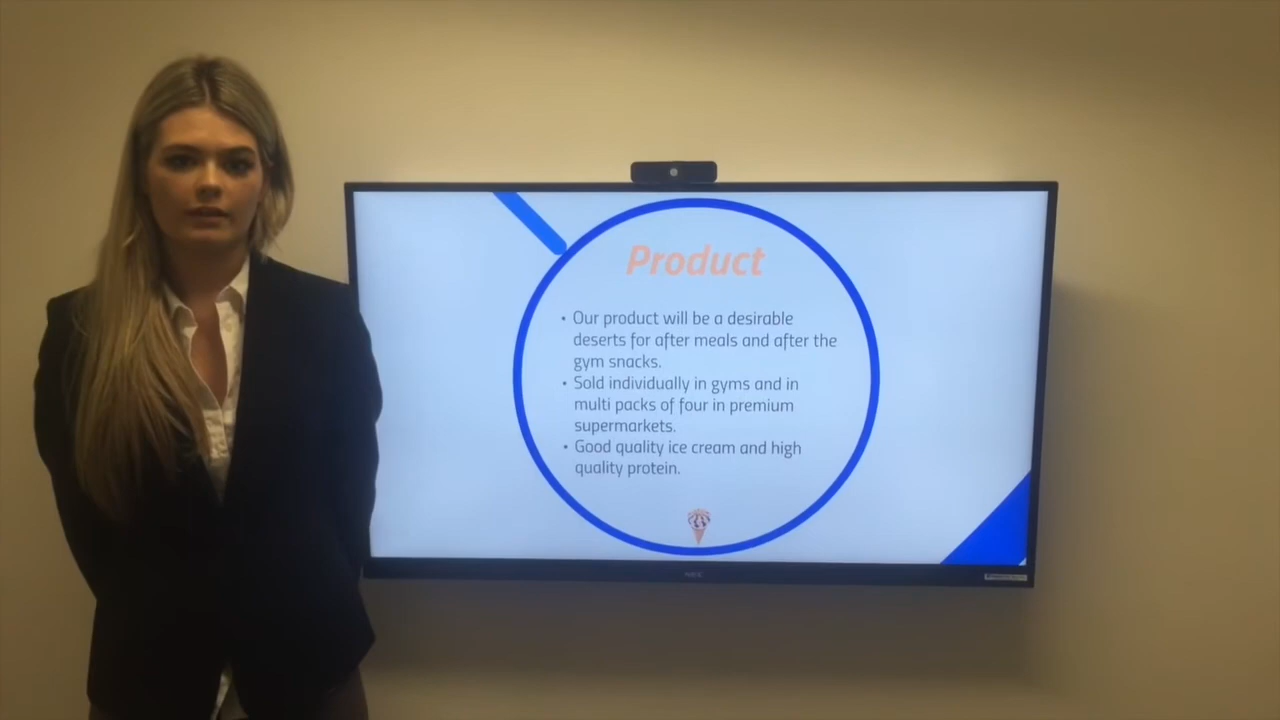 Product
• Our product will be a desirable
deserts for after meals and after the
gym snacks.
• Sold individually in gyms and in
multi packs of four in premium
supermarkets.
• Good quality ice cream and high
quality protein.
NEC